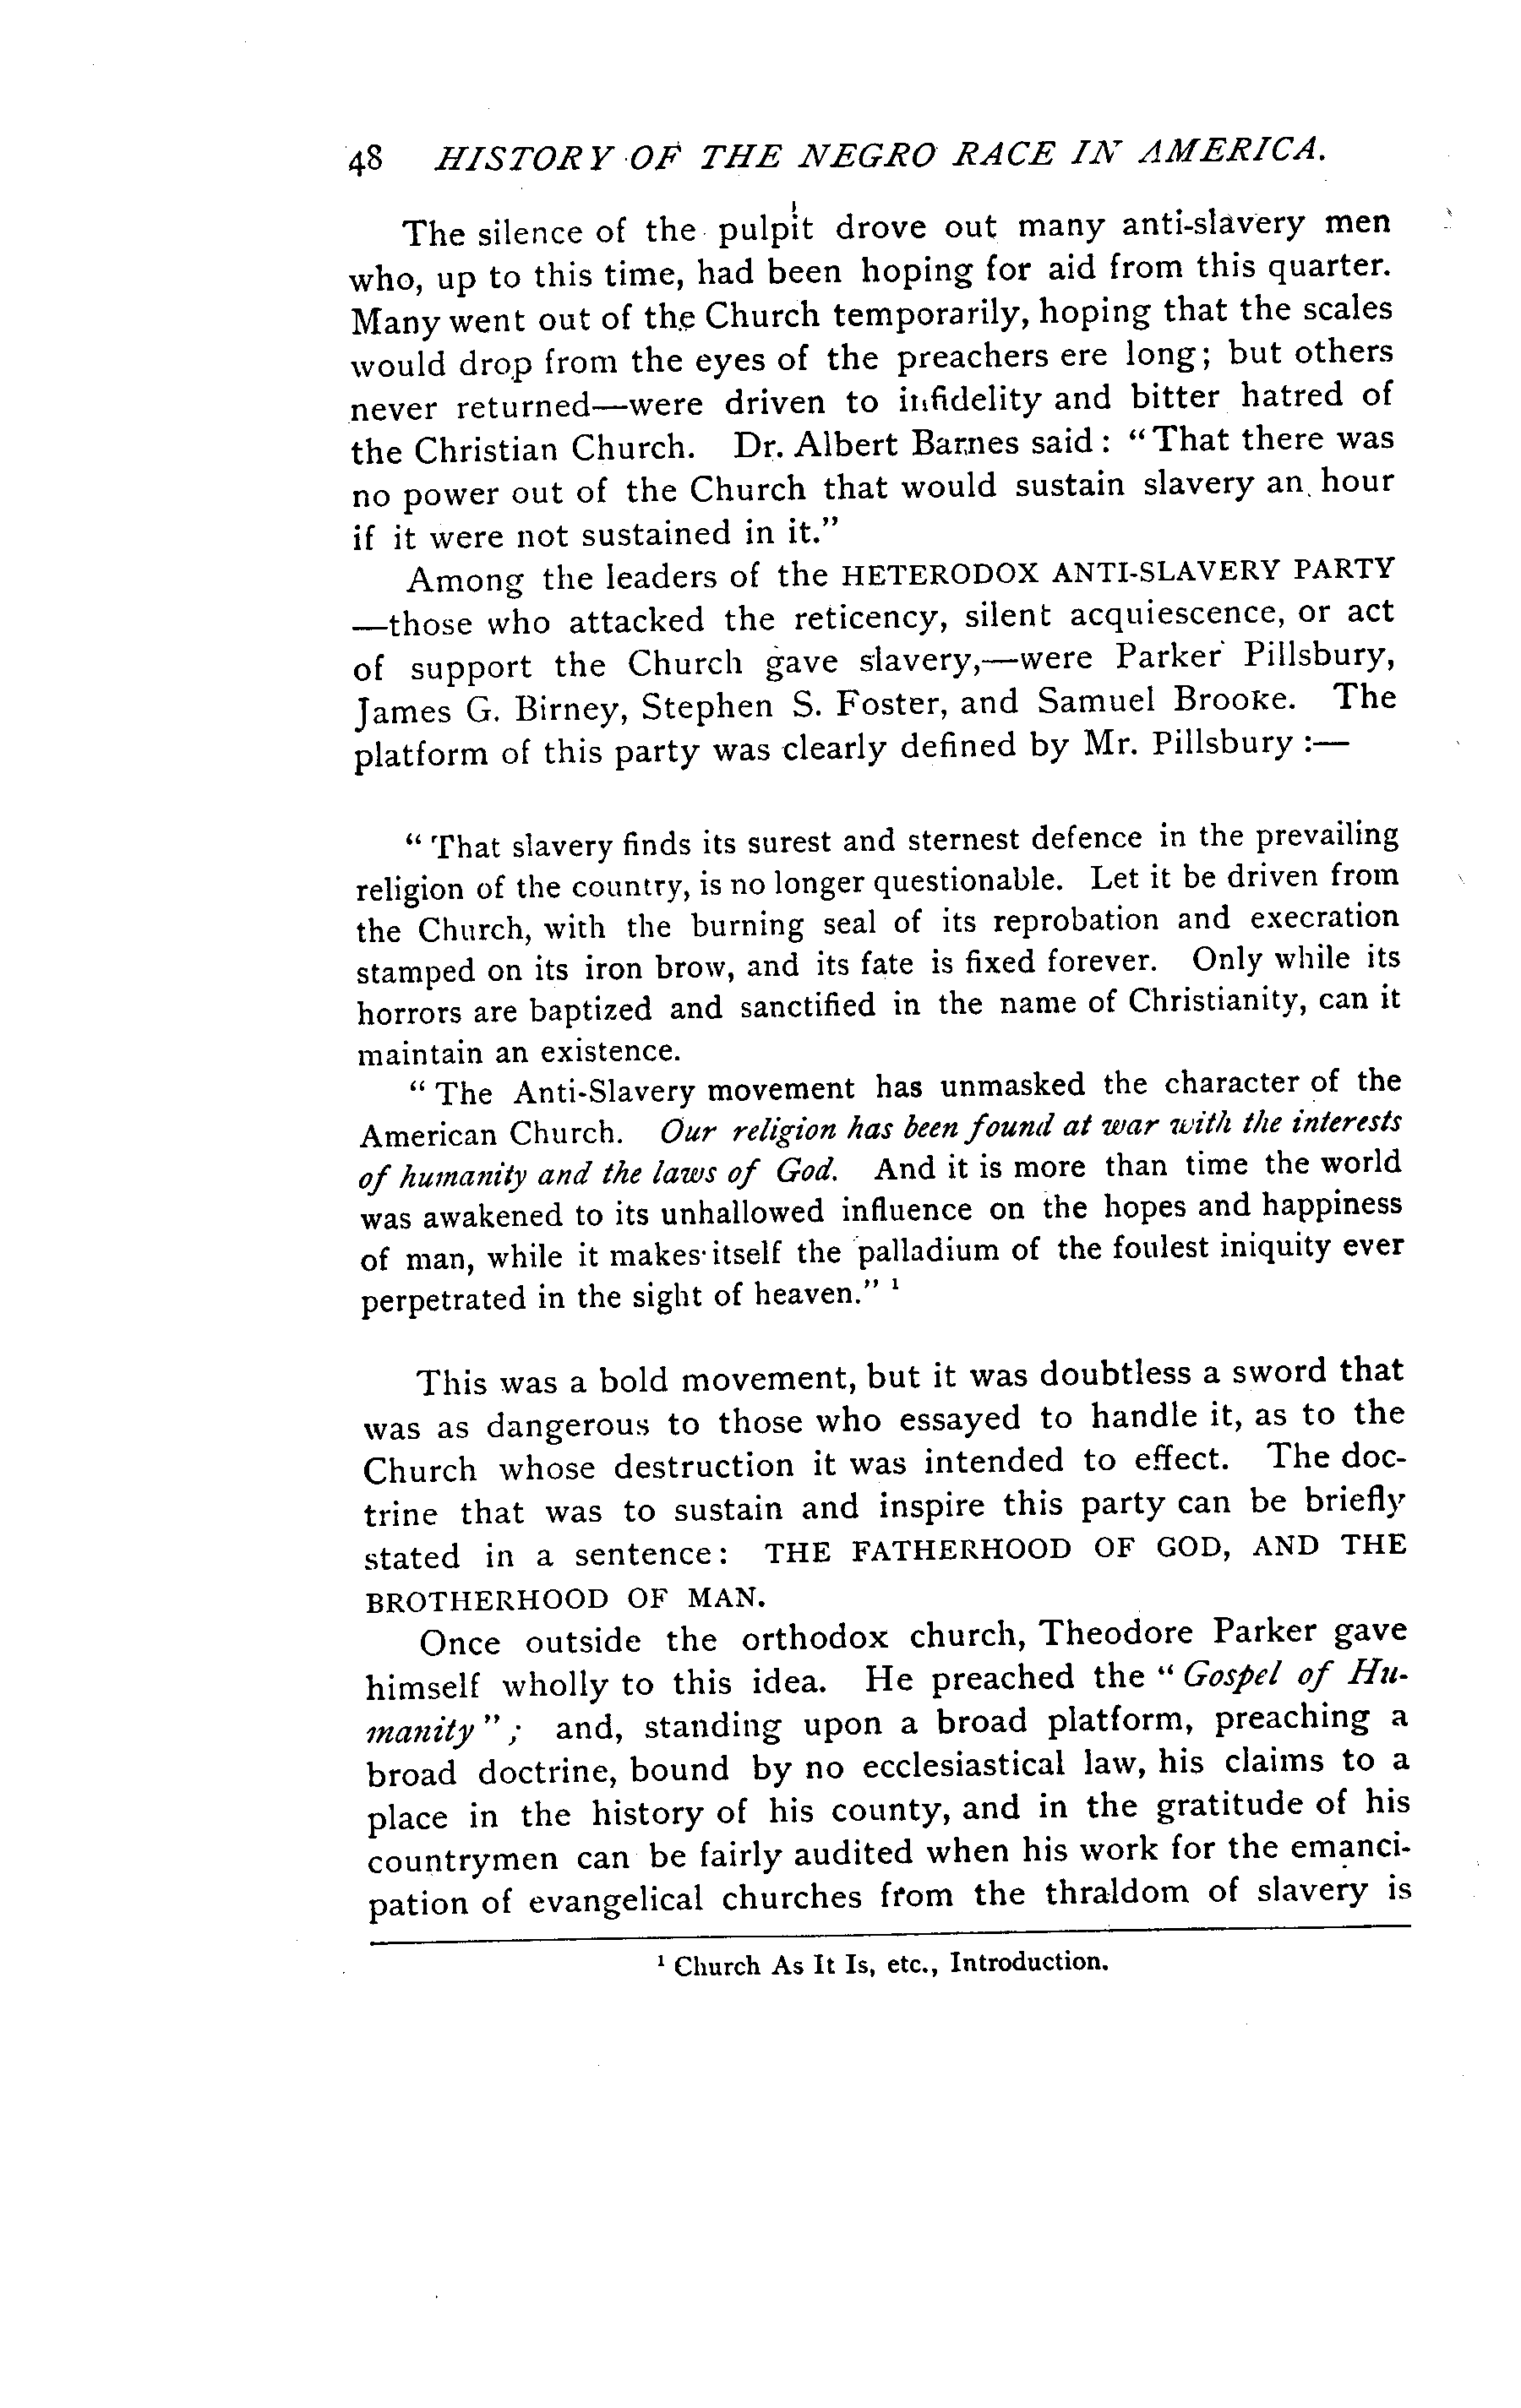 48 HISTORY OF THE NEGRO RACE IN AMERICA.
The silence of the pulpit drove out many anti-slavery men
who, up to this time, had been hoping for aid from this quarter.
Many went out of the Church temporarily, hoping that the scales
would drop from the eyes of the preachers ere long; but others
never returned—were driven to infidelity and bitter hatred of
the Christian Church. Dr. Albert Barnes said: "That there was
no power out of the Church that would sustain slavery an hour
if it were not sustained in it."
Among the leaders of the HETERODOX ANTI-SLAVERY PARTY
—those who attacked the reticency, silent acquiescence, or act
of support the Church gave slavery,—were Parker Pillsbury,
James G. Birney, Stephen S. Foster, and Samuel Brooke. The
platform of this party was clearly defined by Mr. Pillsbury :—
"That slavery finds its surest and sternest defence in the prevailing
religion of the country, is no longer questionable. Let it be driven from
the Church, with the burning seal of its reprobation and execration
stamped on its iron brow, and its fate is fixed forever. Only while its
horrors are baptized and sanctified in the name of Christianity, can it
maintain an existence.
"The Anti-Slavery movement has unmasked the character of the
American Church. Our religion has been found at war with the interests
of humanity and the laws of God. And it is more than time the world
was awakened to its unhallowed influence on the hopes and happiness
of man, while it makes itself the palladium of the foulest iniquity ever
perpetrated in the sight of heaven." ¹
This was a bold movement, but it was doubtless a sword that
was as dangerous to those who essayed to handle it, as to the
Church whose destruction it was intended to effect. The doc-
trine that was to sustain and inspire this party can be briefly
stated in a sentence: THE FATHERHOOD OF GOD, AND THE
BROTHERHOOD OF MAN.
Once outside the orthodox church, Theodore Parker gave
himself wholly to this idea. He preached the "Gospel of Hu-
manity"; and, standing upon a broad platform, preaching a
broad doctrine, bound by no ecclesiastical law, his claims to a
place in the history of his county, and in the gratitude of his
countrymen can be fairly audited when his work for the emanci-
pation of evangelical churches from the thraldom of slavery is
¹ Church As It Is, etc., Introduction.